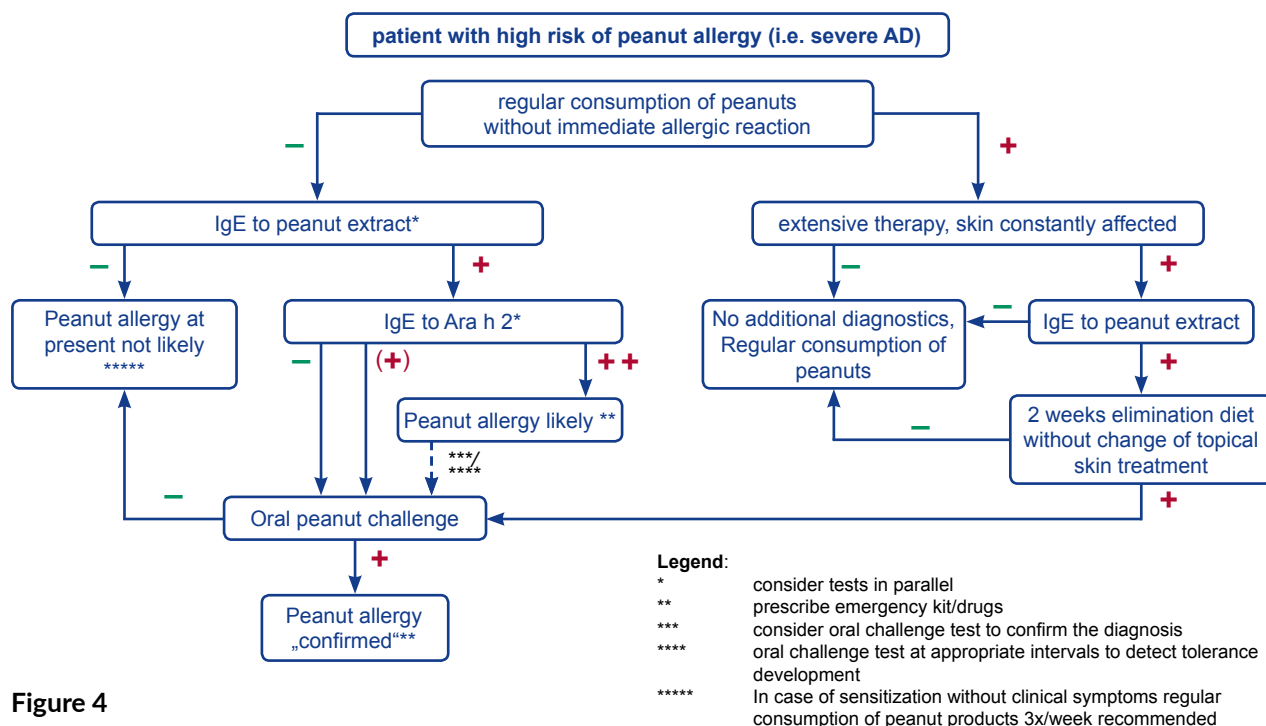 patient with high risk of peanut allergy (i.e. severe AD)
regular consumption of peanuts
without immediate allergic reaction
−
+
IgE to peanut extract*
extensive therapy, skin constantly affected
−
+
−
+
Peanut allergy at
present not likely
*****
IgE to Ara h 2*
No additional diagnostics,
Regular consumption of
peanuts
−
IgE to peanut extract
−
(+)
++
+
Peanut allergy likely **
***/
****
−
2 weeks elimination diet
without change of topical
skin treatment
−
Oral peanut challenge
+
+
Peanut allergy
„confirmed“**
Legend:
* consider tests in parallel
** prescribe emergency kit/drugs
*** consider oral challenge test to confirm the diagnosis
**** oral challenge test at appropriate intervals to detect tolerance
development
***** In case of sensitization without clinical symptoms regular
consumption of peanut products 3x/week recommended
Figure 4